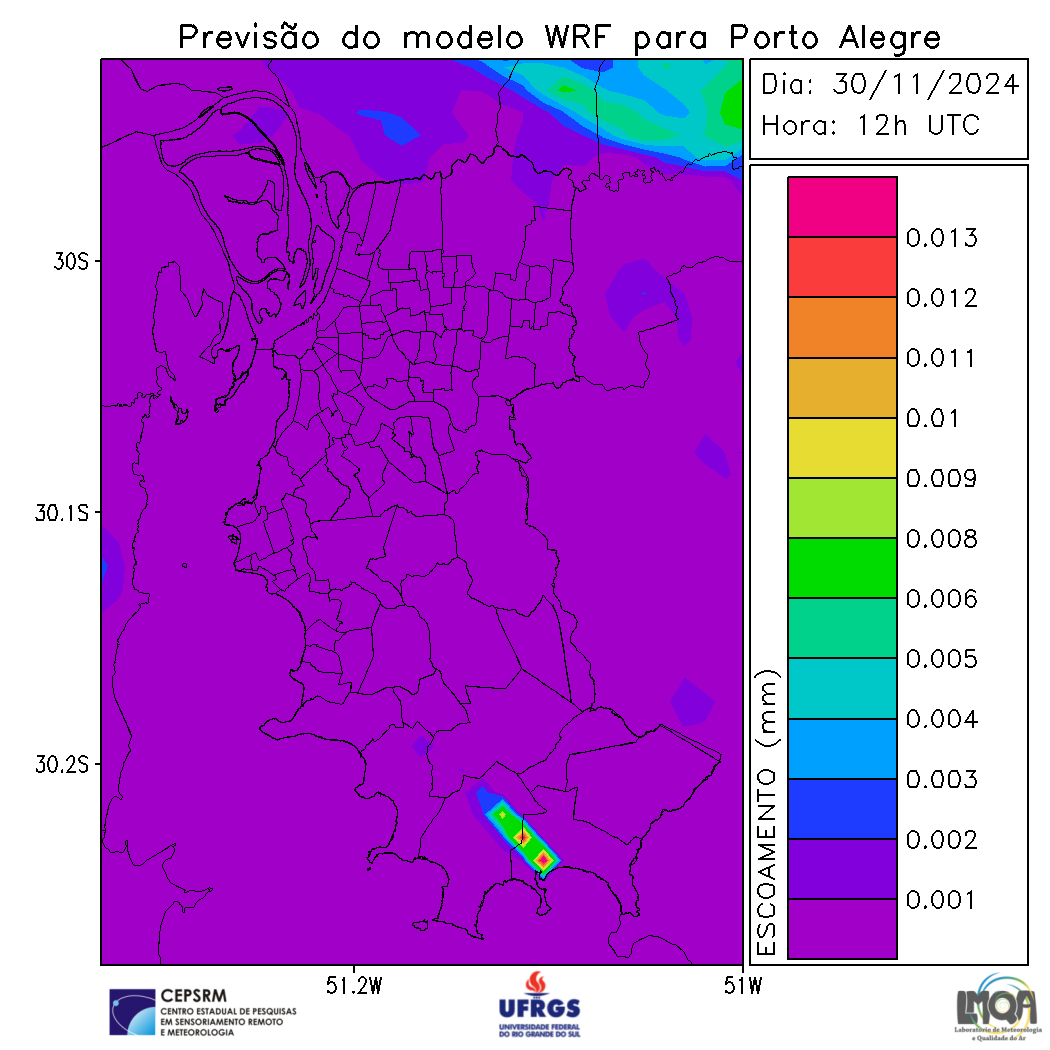 Previsão do modelo WRF para Porto Alegre
Dia: 30/11/2024
Hora: 12h UTC
0.013
0.012
0.011
0.01
0.009
0.008
0.006
0.005
0.004
0.003
0.002
0.001
ESCOAMENTO (mm)
30S
30.1S
30.2S
51.2W
51W
CEPSRM
CENTRO ESTADUAL DE PESQUISAS
EM SENSORIAMENTO REMOTO
E METEOROLOGIA
UFRGS
UNIVERSIDADE FEDERAL
DO RIO GRANDE DO SUL
LMQA
Laboratório de Meteorologia
e Qualidade do Ar